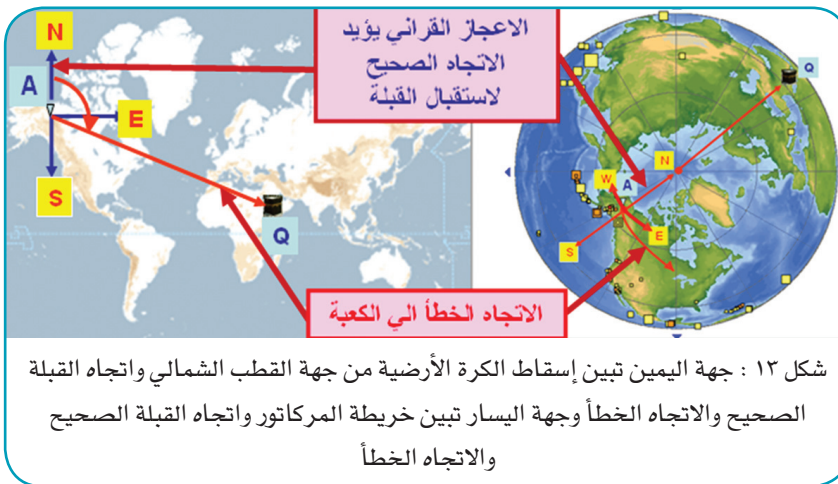 الاعجاز القراني يؤيد
الاتجاه الصحيح
لاستقبال القبلة
N
A
E
S
Q
Q
N
W
A
E
S
الاتجاه الخطأ الي الكعبة
شكل ١٣ : جهة اليمين تبين إسقاط الكرة الأرضية من جهة القطب الشمالي واتجاه القبلة
الصحيح والاتجاه الخطأ وجهة اليسار تبين خريطة المركاتور واتجاه القبلة الصحيح
والاتجاه الخطأ